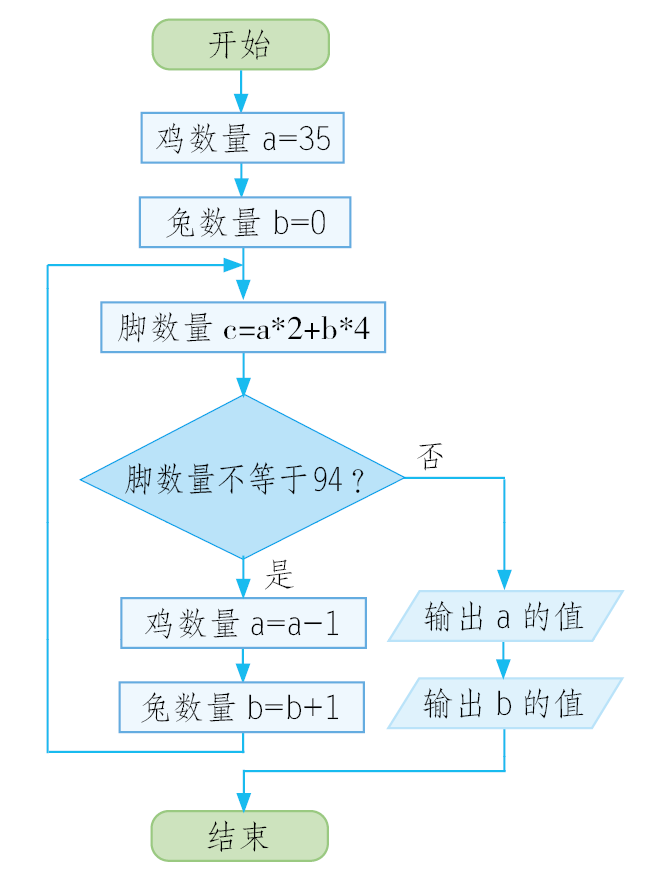 开始
鸡数量 a=35
兔数量 b=0
脚数量 c=a*2+b*4
脚数量不等于94？
否
是
鸡数量 a=a-1
兔数量 b=b+1
输出 a 的值
输出 b 的值
结束